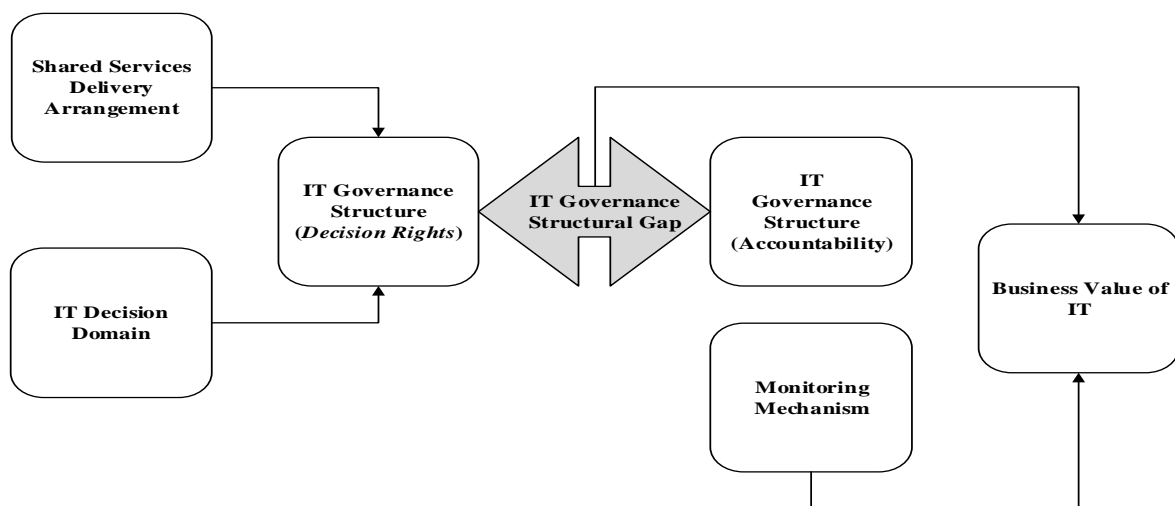 Shared Services
Delivery
Arrangement
IT Governance
Structure
(Decision Rights)
IT Governance
Structural Gap
IT
Governance
Structure
(Accountability)
IT Decision
Domain
Business Value of
IT
Monitoring
Mechanism